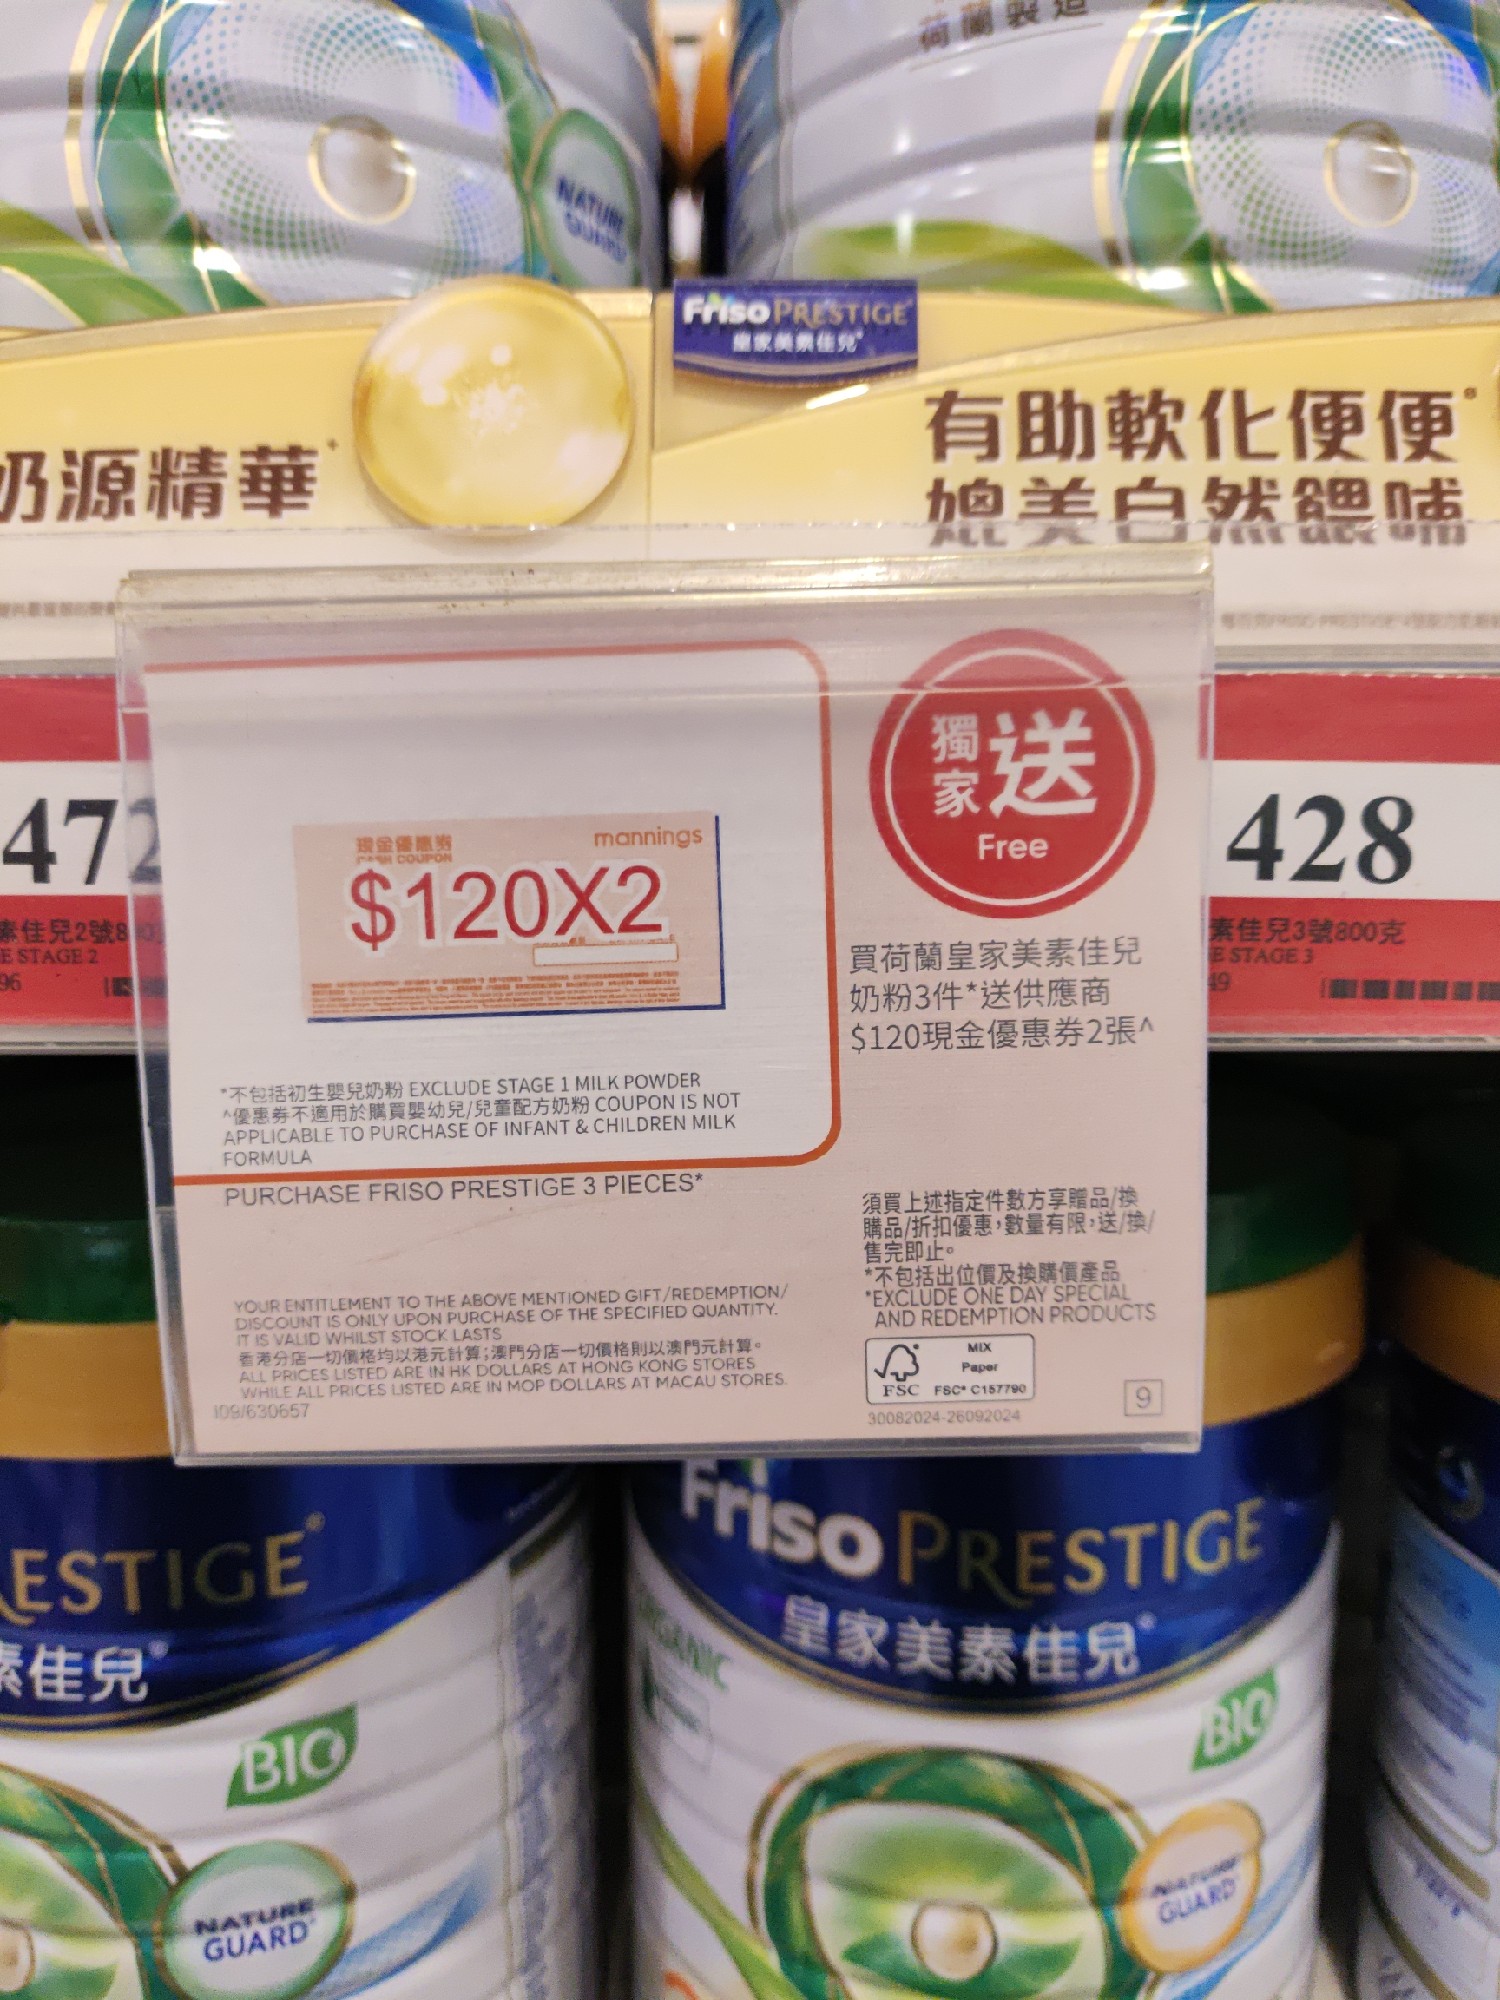 荷蘭製造
NATURE
GUARD
Friso PRESTIGE
皇家美素佳兒
有助軟化便便
媲美自然餵哺
奶源精華
獨家 送
Free
472
428
現金優惠券
CASH COUPON
mannings
$120X2
買荷蘭皇家美素佳兒
奶粉3件*送供應商
$120現金優惠券2張^
素佳兒2號800
E STAGE 2
96
素佳兒3號800克
E STAGE 3
49
*不包括初生嬰兒奶粉 EXCLUDE STAGE 1 MILK POWDER
^優惠券不適用於購買嬰幼兒/兒童配方奶粉 COUPON IS NOT
APPLICABLE TO PURCHASE OF INFANT & CHILDREN MILK
FORMULA
PURCHASE FRISO PRESTIGE 3 PIECES*
須買上述指定件數方享贈品/換
購品/折扣優惠，數量有限，送/換/
售完即止。
*不包括出位價及換購價產品
*EXCLUDE ONE DAY SPECIAL
AND REDEMPTION PRODUCTS
YOUR ENTITLEMENT TO THE ABOVE MENTIONED GIFT/REDEMPTION/
DISCOUNT IS ONLY UPON PURCHASE OF THE SPECIFIED QUANTITY.
IT IS VALID WHILST STOCK LASTS
香港分店一切價格均以港元計算；澳門分店一切價格則以澳門元計算。
ALL PRICES LISTED ARE IN HK DOLLARS AT HONG KONG STORES
WHILE ALL PRICES LISTED ARE IN MOP DOLLARS AT MACAU STORES.
I09/630657
FSC
MIX
Paper
FSC® C157790
30082024-26092024
9
ESTIGE
素佳兒
BIO
NATURE
GUARD
Friso PRESTIGE
皇家美素佳兒
ORGANIC
BIO
NATURE
GUARD